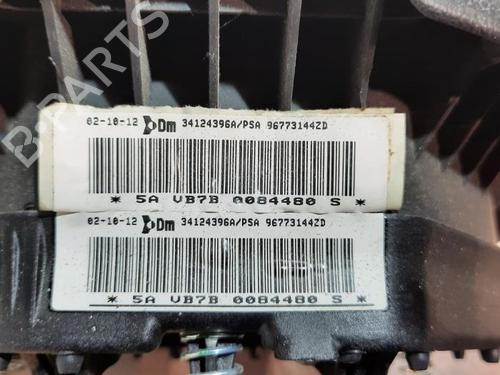 B-PARTS
02-10-12 Dm 34124396A/PSA 96773144ZD
* 5A VB7B 0084480 S *
02-10-12 Dm 34124396A/PSA 96773144ZD
* 5A VB7B 0084480 S *